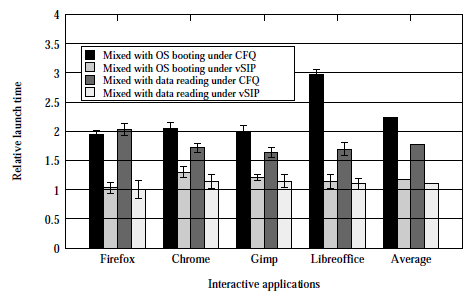 4
3.5
3
2.5
2
1.5
1
0.5
0
Relative launch time
Mixed with OS booting under CFQ
Mixed with OS booting under vSIP
Mixed with data reading under CFQ
Mixed with data reading under vSIP
Firefox Chrome Gimp Libreoffice Average
Interactive applications